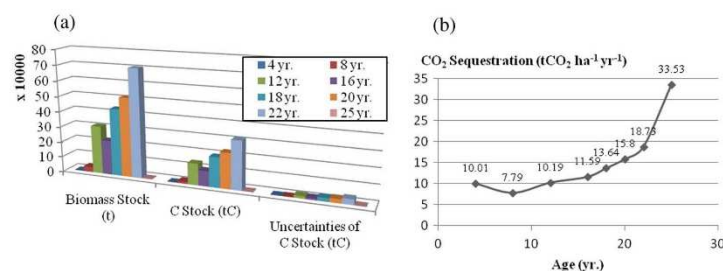 (a)
x 10000
80
70
60
50
40
30
20
10
0
4 yr. 8 yr.
12 yr. 16 yr.
18 yr. 20 yr.
22 yr. 25 yr.
Biomass Stock
(t)
C Stock (tC)
Uncertainties of
C Stock (tC)
(b)
CO₂ Sequestration (tCO₂ ha⁻¹ yr⁻¹)
35
30
25
20
15
10
5
0
10.01
7.79
10.19
11.59
13.64
15.8
18.73
33.53
0 10 20 30
Age (yr.)